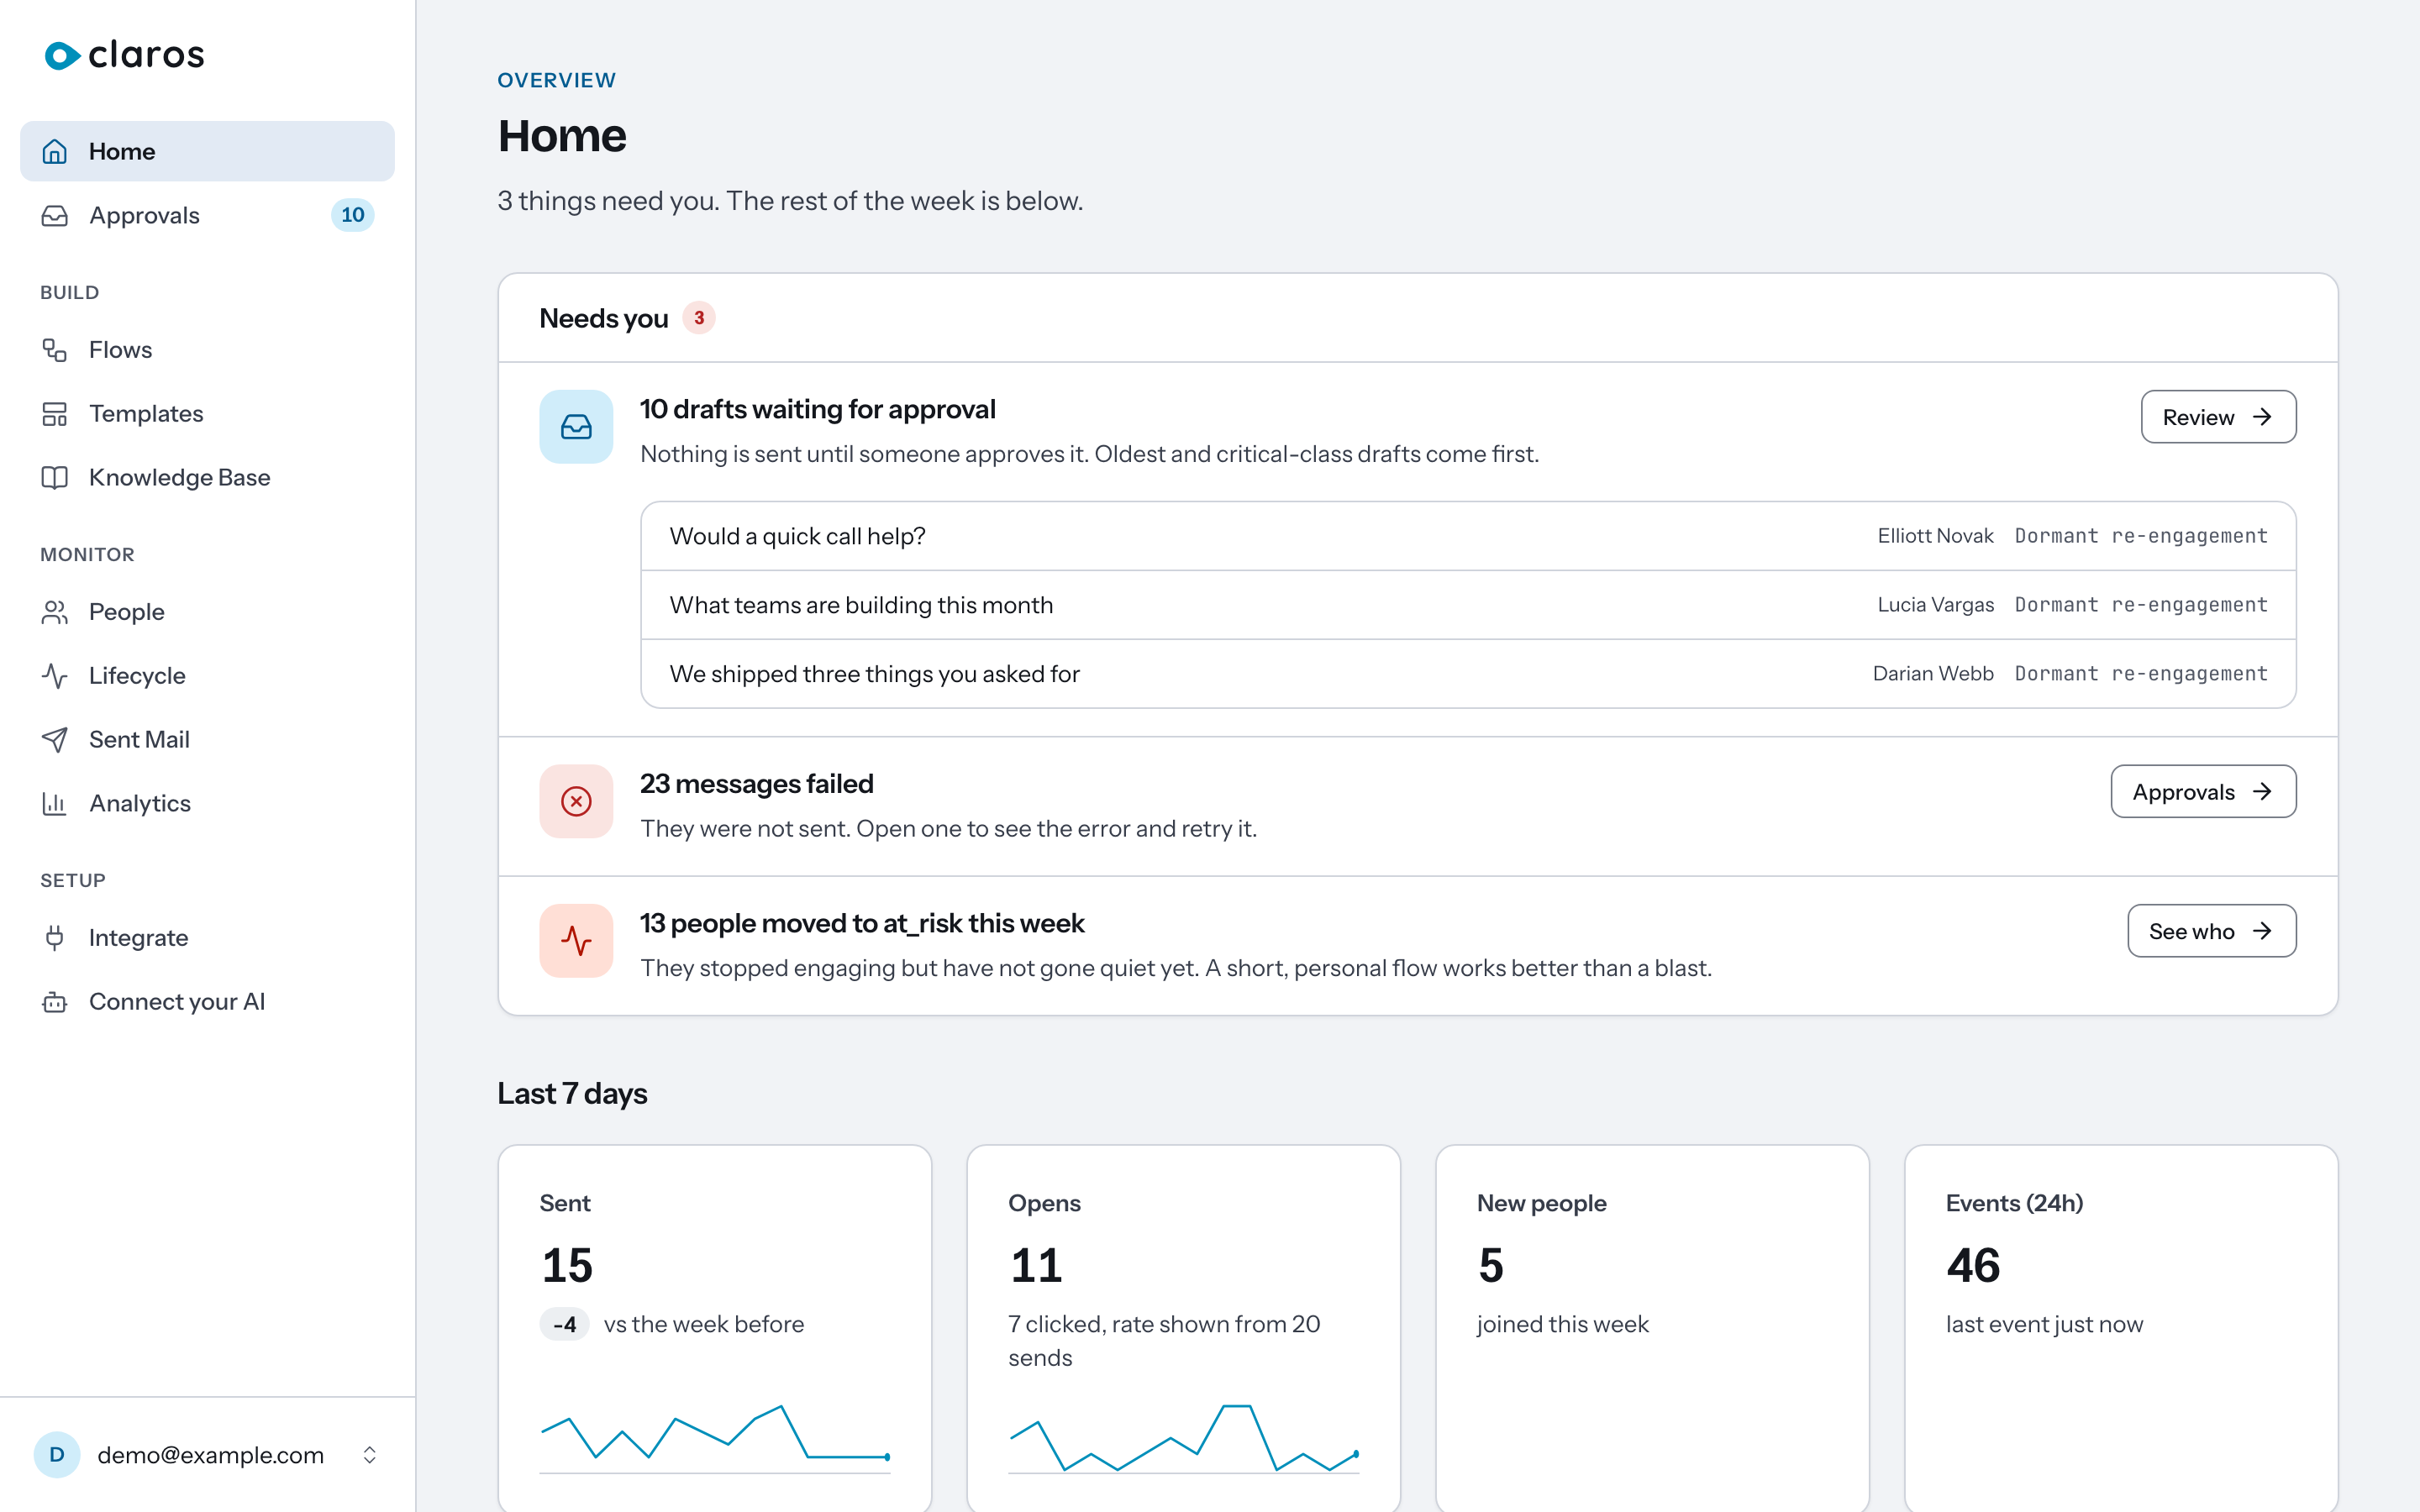 claros
Home
Approvals 10
BUILD
Flows
Templates
Knowledge Base
MONITOR
People
Lifecycle
Sent Mail
Analytics
SETUP
Integrate
Connect your AI
D demo@example.com
OVERVIEW
Home
3 things need you. The rest of the week is below.
Needs you 3
10 drafts waiting for approval
Nothing is sent until someone approves it. Oldest and critical-class drafts come first.
Review
Would a quick call help? Elliott Novak Dormant re-engagement
What teams are building this month Lucia Vargas Dormant re-engagement
We shipped three things you asked for Darian Webb Dormant re-engagement
23 messages failed
They were not sent. Open one to see the error and retry it.
Approvals
13 people moved to at_risk this week
They stopped engaging but have not gone quiet yet. A short, personal flow works better than a blast.
See who
Last 7 days
Sent
15
-4 vs the week before
Opens
11
7 clicked, rate shown from 20
sends
New people
5
joined this week
Events (24h)
46
last event just now